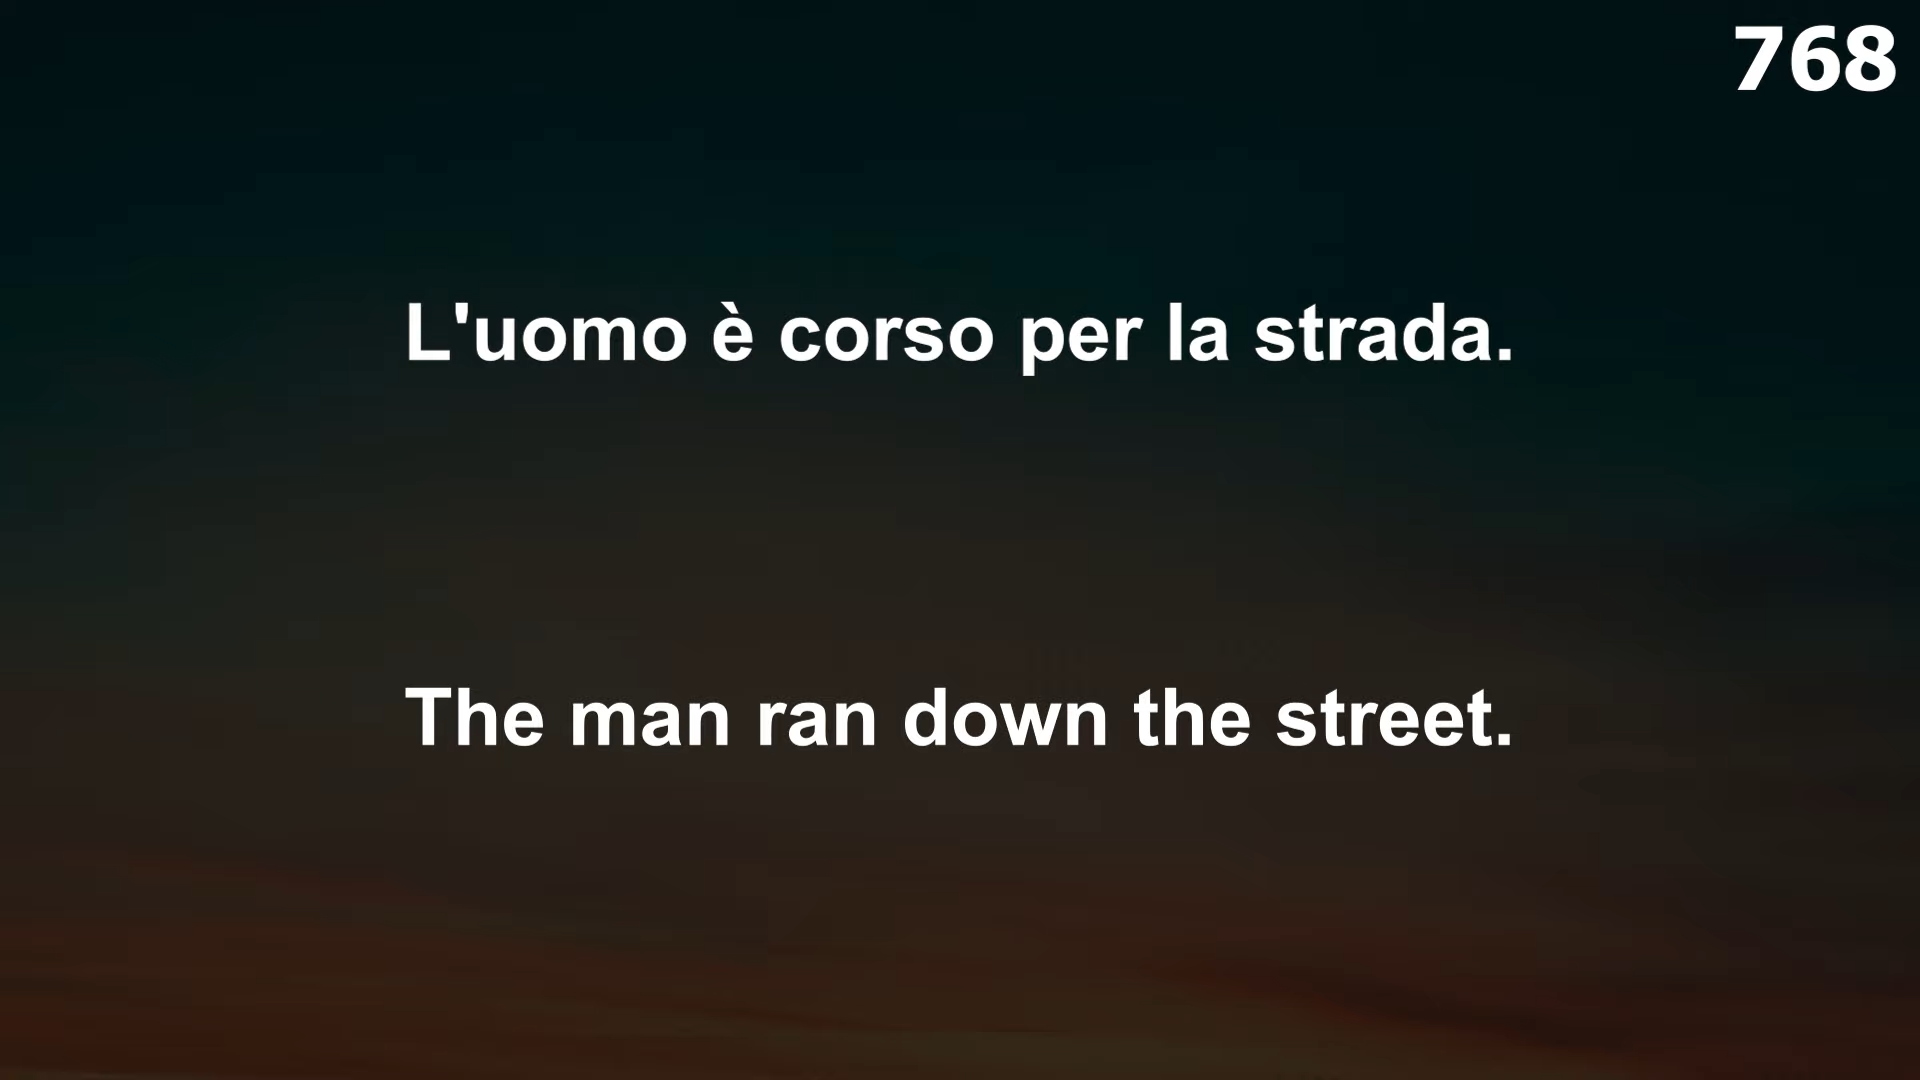 768
L'uomo è corso per la strada.
The man ran down the street.